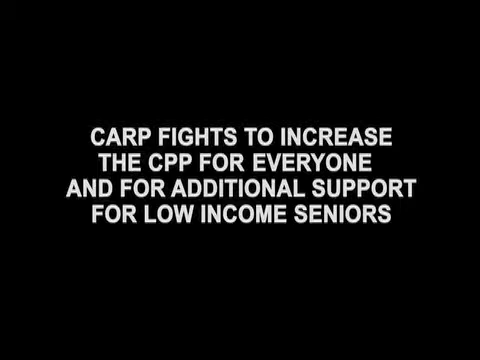 CARP FIGHTS TO INCREASE
THE CPP FOR EVERYONE
AND FOR ADDITIONAL SUPPORT
FOR LOW INCOME SENIORS